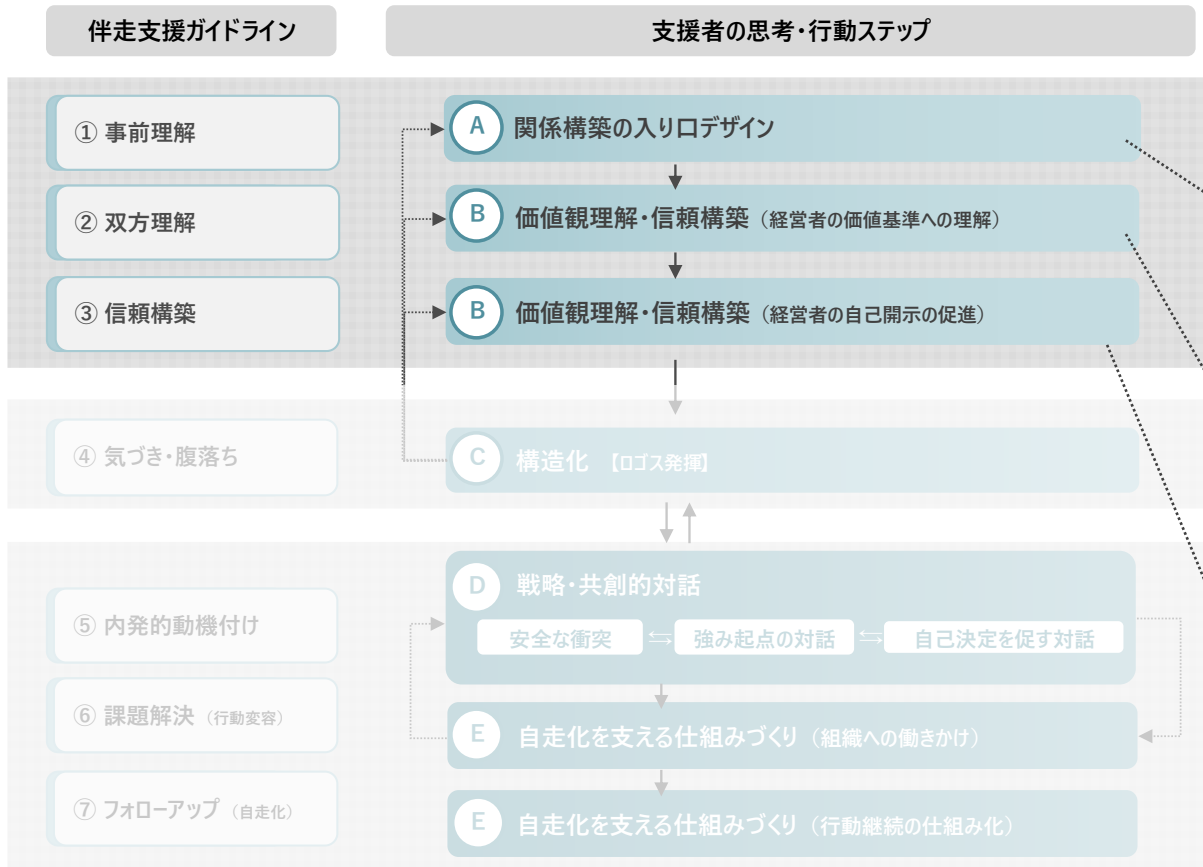 伴走支援ガイドライン
支援者の思考・行動ステップ
① 事前理解
A 関係構築の入り口デザイン
② 双方理解
B 価値観理解・信頼構築（経営者の価値基準への理解）
③ 信頼構築
B 価値観理解・信頼構築（経営者の自己開示の促進）
④ 気づき・腹落ち
C 構造化 【ロゴス発揮】
D 戦略・共創的対話
⑤ 内発的動機付け
安全な衝突 ⇆ 強み起点の対話 ⇆ 自己決定を促す対話
⑥ 課題解決（行動変容）
E 自走化を支える仕組みづくり（組織への働きかけ）
⑦ フォローアップ（自走化）
E 自走化を支える仕組みづくり（行動継続の仕組み化）